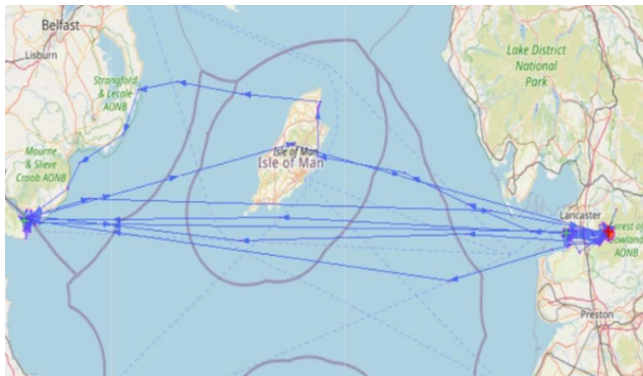 Belfast
Lisburn
Strangford
& Lecale
AONB
Mourne &
Slieve
Croob AONB
Isle of Man
Isle of Man
Lake District
National
Park
Lancaster
Forest of
Bowland
AONB
Preston